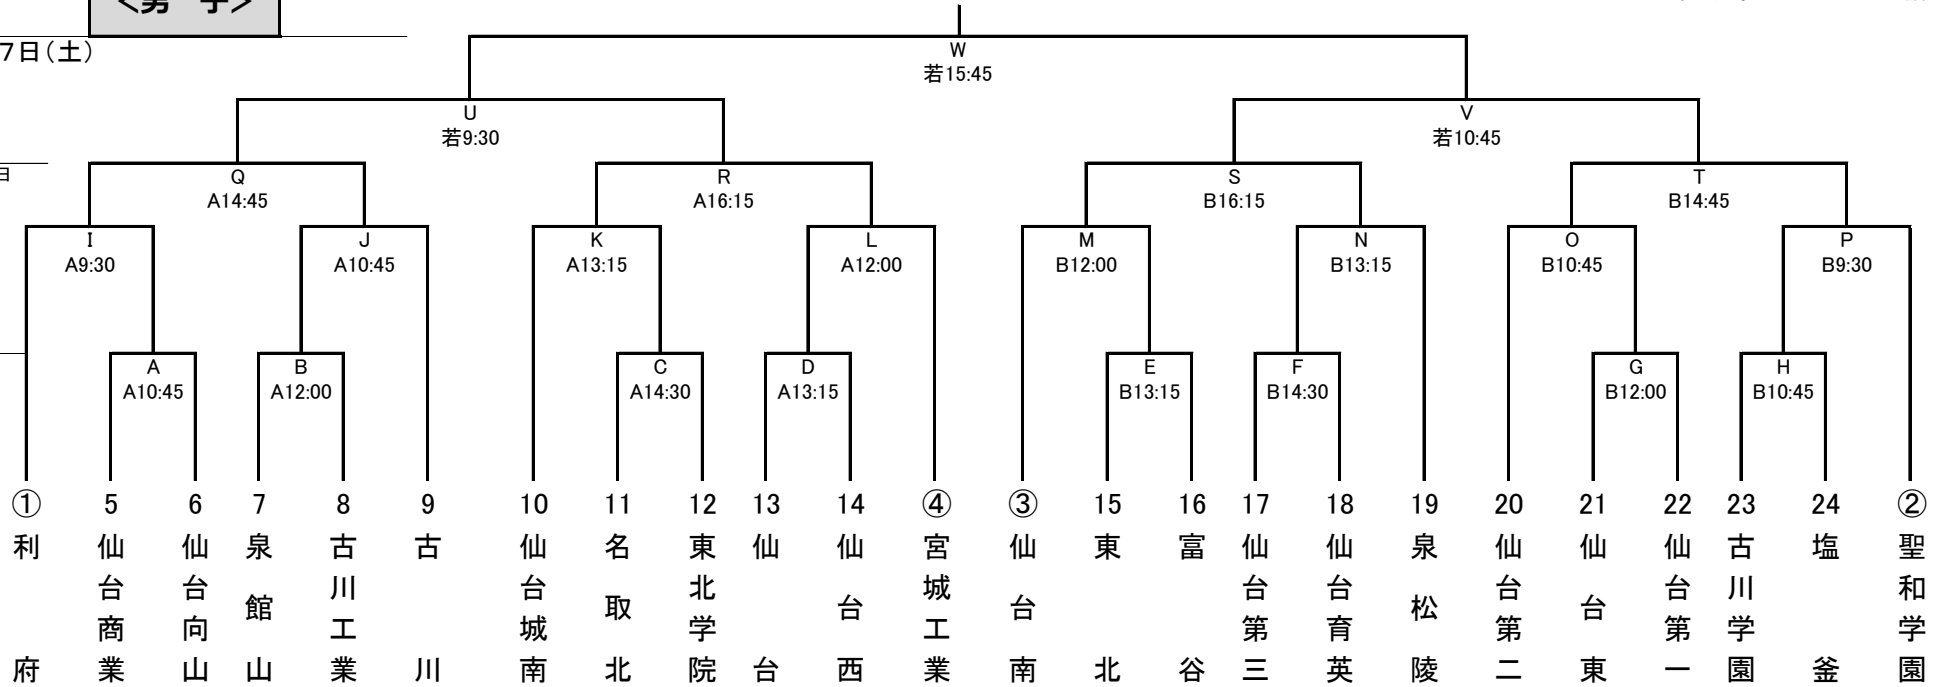 ＜男　子＞
7日（土）
W
若15:45
U
若9:30
V
若10:45
日
Q
A14:45
R
A16:15
S
B16:15
T
B14:45
I
A9:30
J
A10:45
K
A13:15
L
A12:00
M
B12:00
N
B13:15
O
B10:45
P
B9:30
A
A10:45
B
A12:00
C
A14:30
D
A13:15
E
B13:15
F
B14:30
G
B12:00
H
B10:45
① 利府
5 仙台商業
6 仙台向山
7 泉館山
8 古川工業
9 古川
10 仙台城南
11 名取北
12 東北学院
13 仙台
14 仙台西
④ 宮城工業
③ 仙台南
15 東北
16 富谷
17 仙台第三
18 仙台育英
19 泉松陵
20 仙台第二
21 仙台東
22 仙台第一
23 古川学園
24 塩釜
② 聖和学園